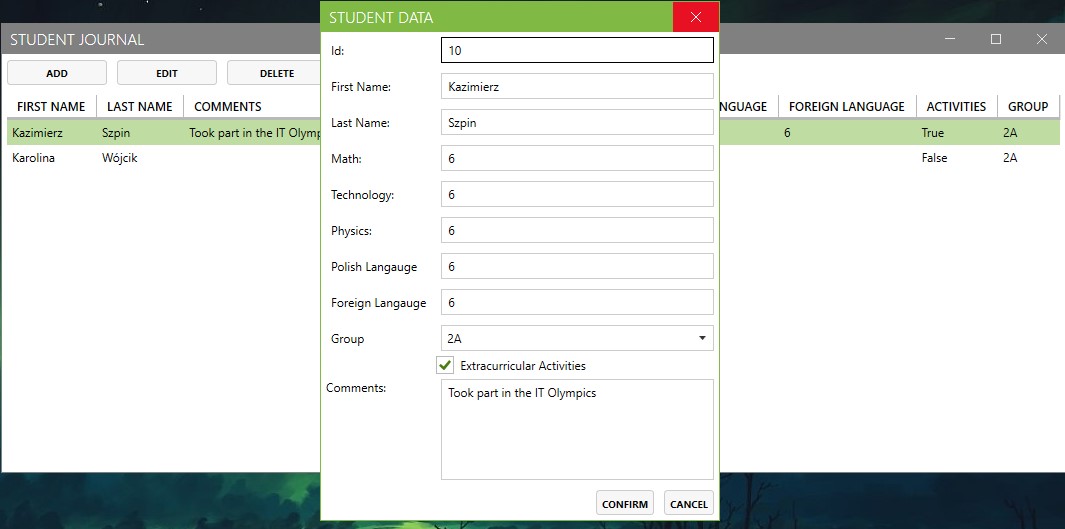 STUDENT DATA
STUDENT JOURNAL
ADD EDIT DELETE
FIRST NAME LAST NAME COMMENTS FOREIGN LANGUAGE ACTIVITIES GROUP
Kazimierz Szpin Took part in the IT 6 True 2A
Karolina Wójcik False 2A
Id: 10
First Name: Kazimierz
Last Name: Szpin
Math: 6
Technology: 6
Physics: 6
Polish Langauge 6
Foreign Langauge 6
Group 2A
Extracurricular Activities
Comments: Took part in the IT Olympics
CONFIRM CANCEL